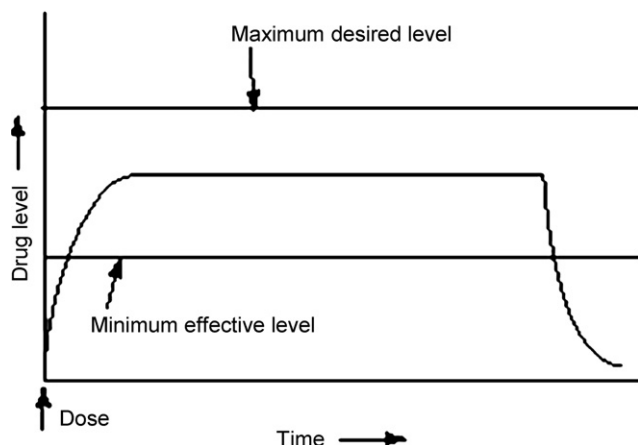 Maximum desired level
Drug level
Minimum effective level
Dose
Time